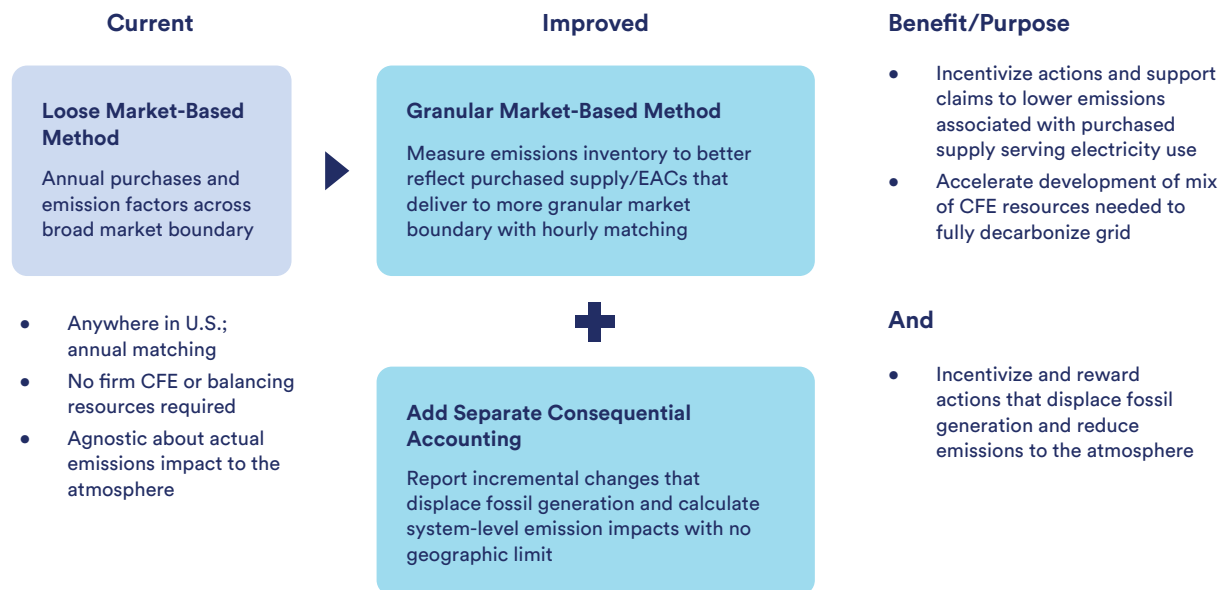 Current
Improved
Benefit/Purpose
Loose Market-Based
Method
Annual purchases and
emission factors across
broad market boundary
Granular Market-Based Method
Measure emissions inventory to better
reflect purchased supply/EACs that
deliver to more granular market
boundary with hourly matching
● Incentivize actions and support
claims to lower emissions
associated with purchased
supply serving electricity use
● Accelerate development of mix
of CFE resources needed to
fully decarbonize grid
● Anywhere in U.S.;
annual matching
● No firm CFE or balancing
resources required
● Agnostic about actual
emissions impact to the
atmosphere
Add Separate Consequential
Accounting
Report incremental changes that
displace fossil generation and calculate
system-level emission impacts with no
geographic limit
And
● Incentivize and reward
actions that displace fossil
generation and reduce
emissions to the atmosphere